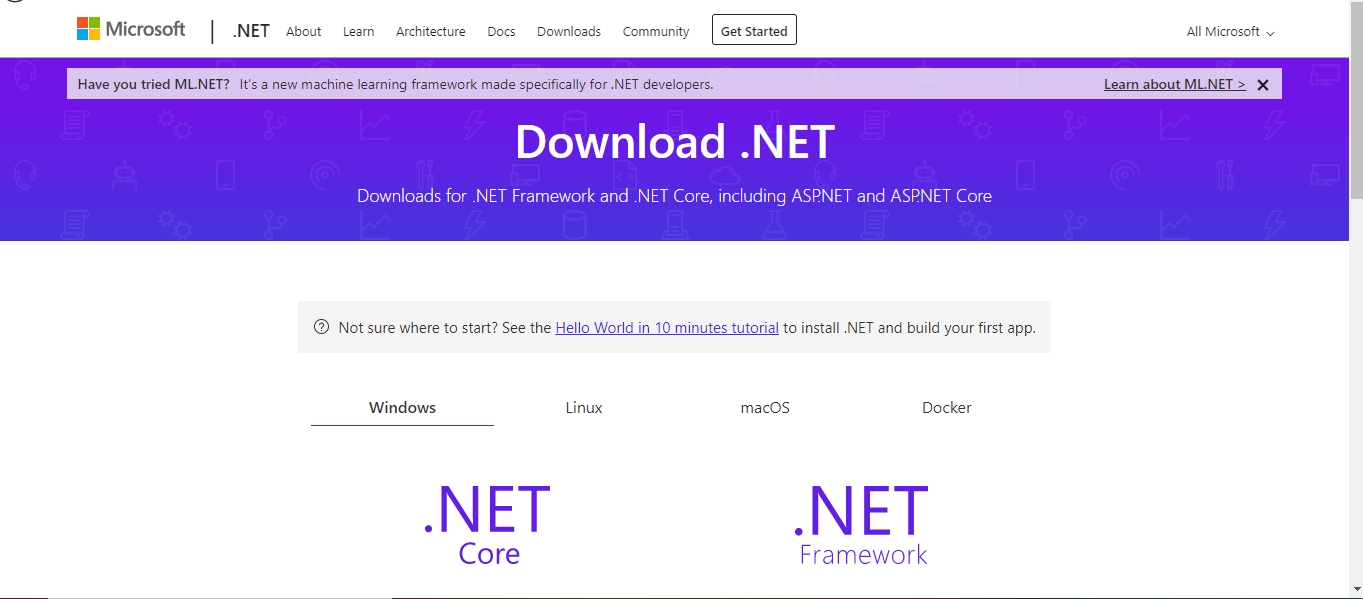 Microsoft .NET About Learn Architecture Docs Downloads Community Get Started All Microsoft
Have you tried ML.NET? It's a new machine learning framework made specifically for .NET developers. Learn about ML.NET >
Download .NET
Downloads for .NET Framework and .NET Core, including ASP.NET and ASP.NET Core
Not sure where to start? See the Hello World in 10 minutes tutorial to install .NET and build your first app.
Windows Linux macOS Docker
.NET .NET
Core Framework